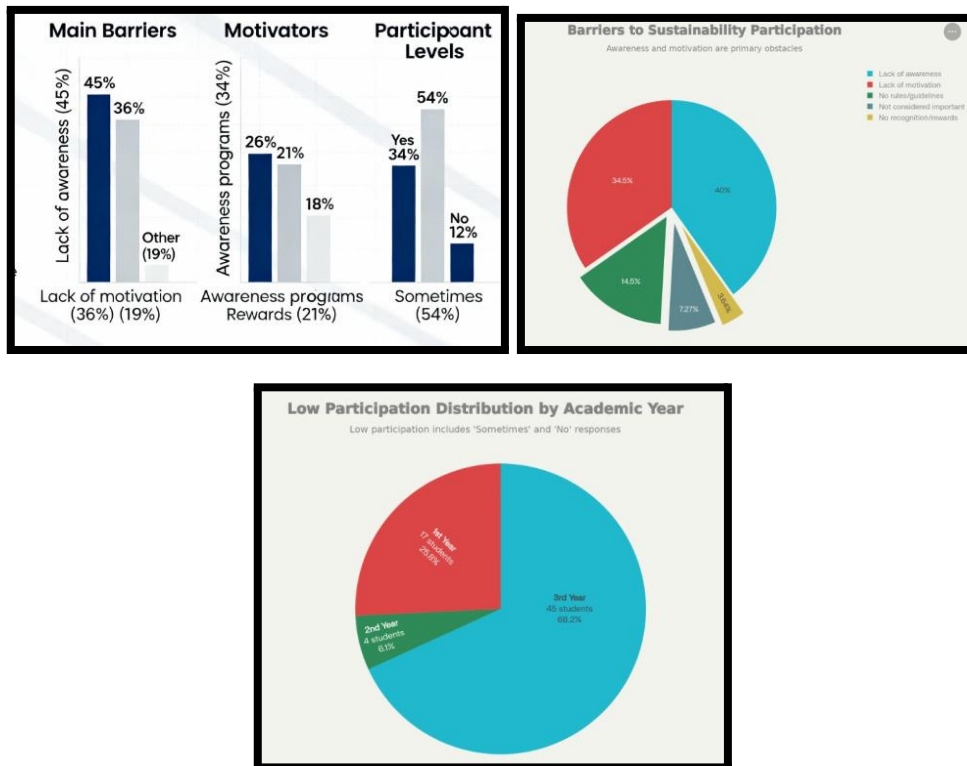 Main Barriers
Lack of awareness (45%)
45%
36%
Other
(19%)
Lack of motivation
(36%) (19%)
Motivators
Awareness programs (34%)
26%
21%
18%
Awareness programs
Rewards (21%)
Particpoant
Levels
Yes
34%
54%
No
12%
Sometimes
(54%)
Barriers to Sustainability Participation
Awareness and motivation are primary obstacles
Lack of awareness
Lack of motivation
No rules/guidelines
Not considered important
No recognition/rewards
34.5%
40%
14.5%
7.27%
3.64%
Low Participation Distribution by Academic Year
Low participation includes 'Sometimes' and 'No' responses
1st Year
17 students
25.8%
3rd Year
45 students
68.2%
2nd Year
4 students
6.1%